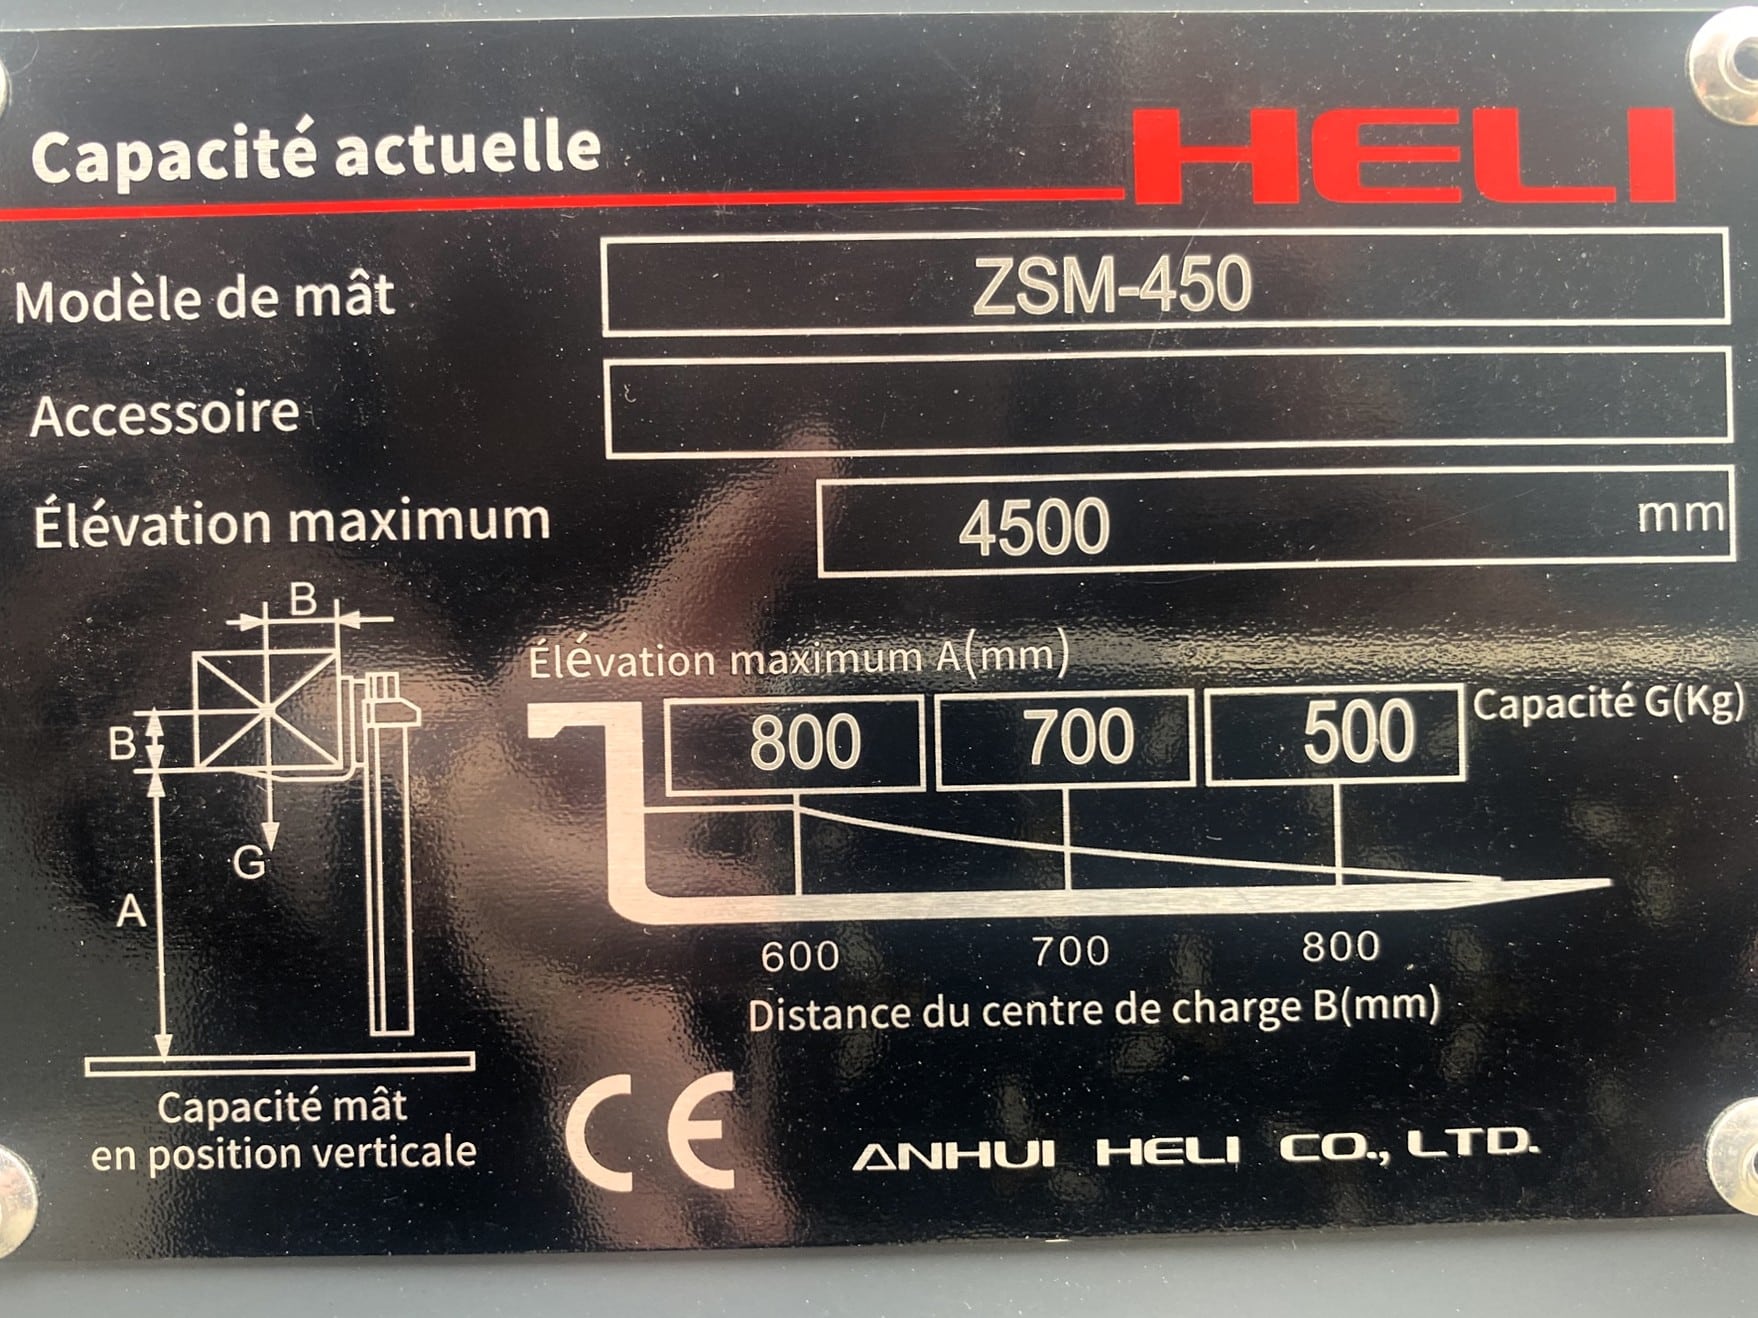 Capacité actuelle HELI
Modèle de mât ZSM-450
Accessoire
Élévation maximum 4500 mm
B
Élévation maximum A(mm)
800 700 500 Capacité G(Kg)
B
G
A
600 700 800
Distance du centre de charge B(mm)
Capacité mât
en position verticale
CE
ANHUI HELI CO., LTD.